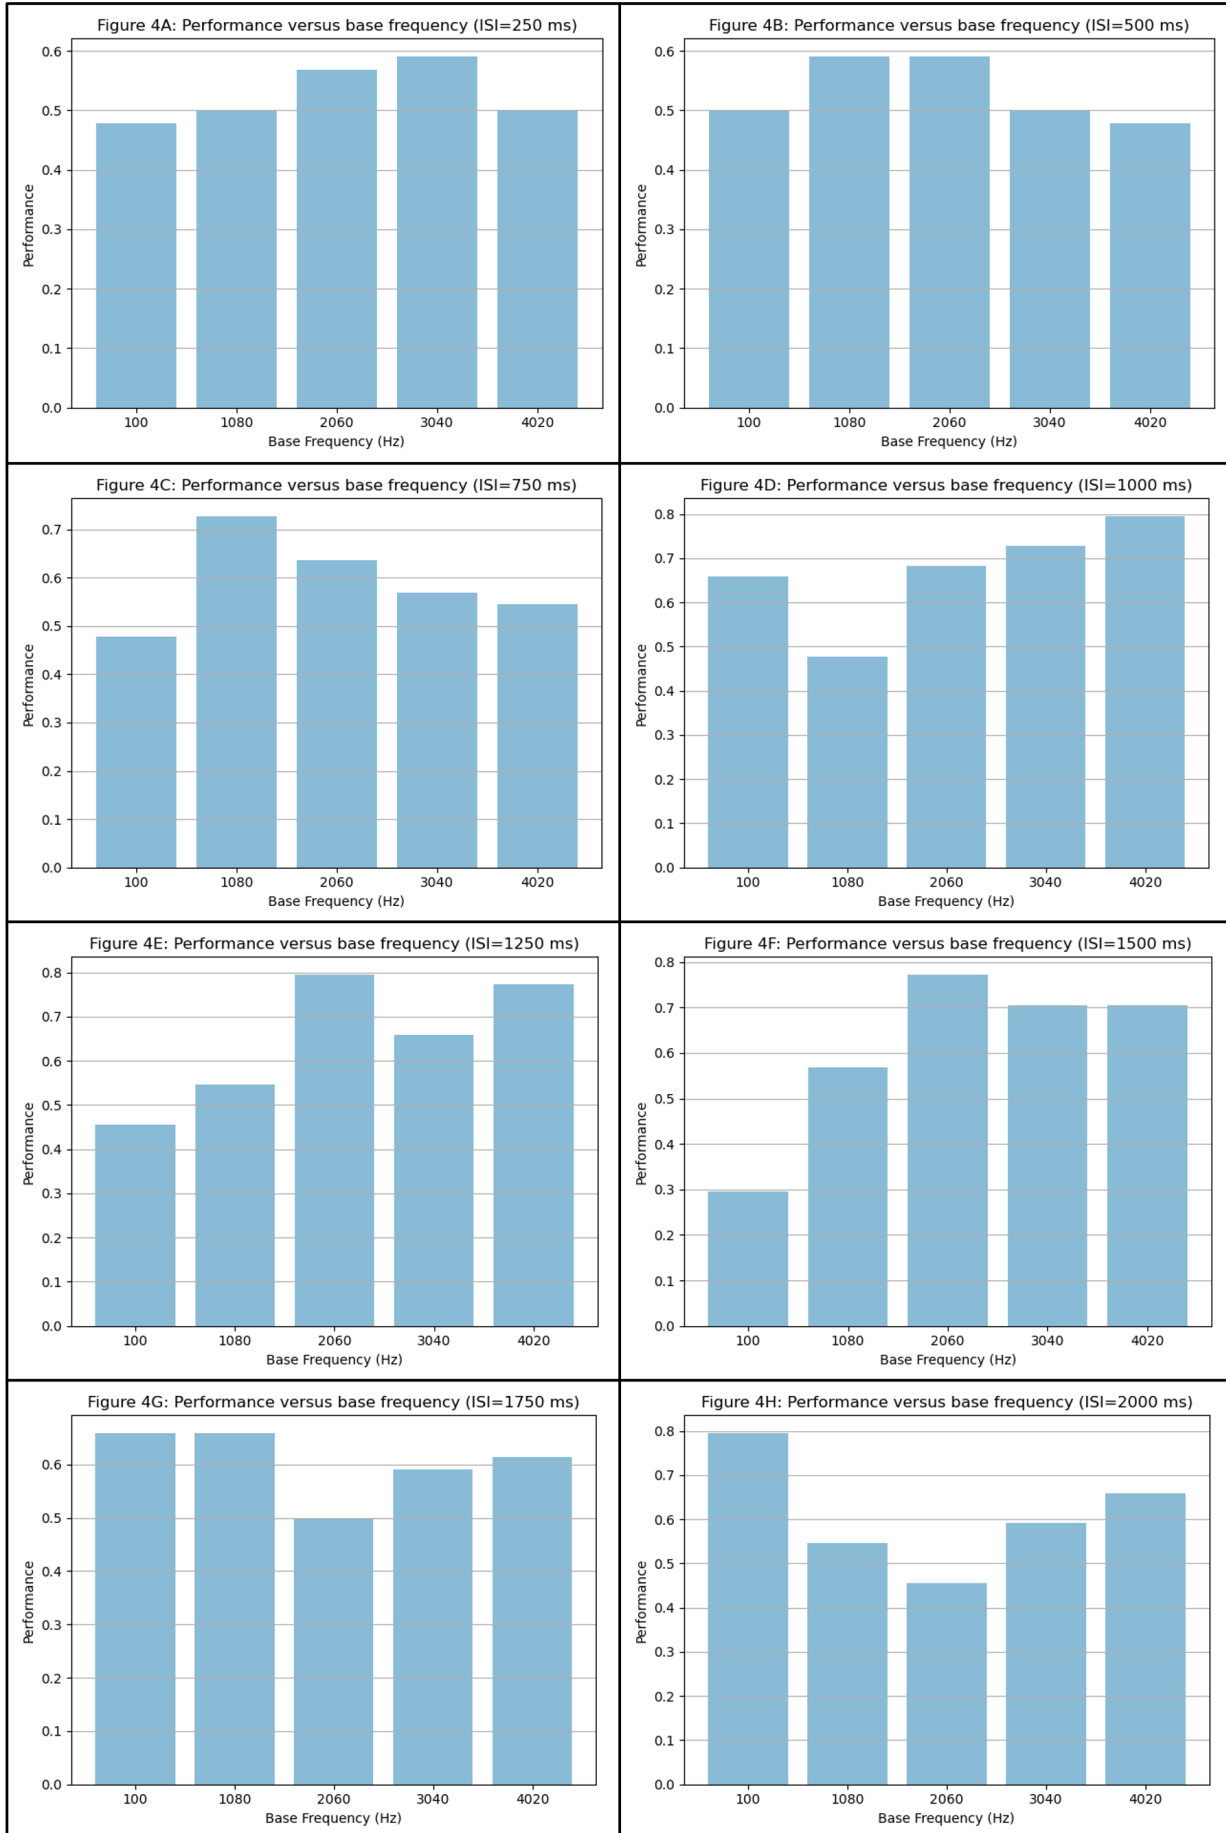 Figure 4A: Performance versus base frequency (ISI=250 ms)
0.6
0.5
0.4
0.3
0.2
0.1
0.0
Performance
100 1080 2060 3040 4020
Base Frequency (Hz)
Figure 4B: Performance versus base frequency (ISI=500 ms)
0.6
0.5
0.4
0.3
0.2
0.1
0.0
Performance
100 1080 2060 3040 4020
Base Frequency (Hz)
Figure 4C: Performance versus base frequency (ISI=750 ms)
0.7
0.6
0.5
0.4
0.3
0.2
0.1
0.0
Performance
100 1080 2060 3040 4020
Base Frequency (Hz)
Figure 4D: Performance versus base frequency (ISI=1000 ms)
0.8
0.7
0.6
0.5
0.4
0.3
0.2
0.1
0.0
Performance
100 1080 2060 3040 4020
Base Frequency (Hz)
Figure 4E: Performance versus base frequency (ISI=1250 ms)
0.8
0.7
0.6
0.5
0.4
0.3
0.2
0.1
0.0
Performance
100 1080 2060 3040 4020
Base Frequency (Hz)
Figure 4F: Performance versus base frequency (ISI=1500 ms)
0.8
0.7
0.6
0.5
0.4
0.3
0.2
0.1
0.0
Performance
100 1080 2060 3040 4020
Base Frequency (Hz)
Figure 4G: Performance versus base frequency (ISI=1750 ms)
0.6
0.5
0.4
0.3
0.2
0.1
0.0
Performance
100 1080 2060 3040 4020
Base Frequency (Hz)
Figure 4H: Performance versus base frequency (ISI=2000 ms)
0.8
0.7
0.6
0.5
0.4
0.3
0.2
0.1
0.0
Performance
100 1080 2060 3040 4020
Base Frequency (Hz)